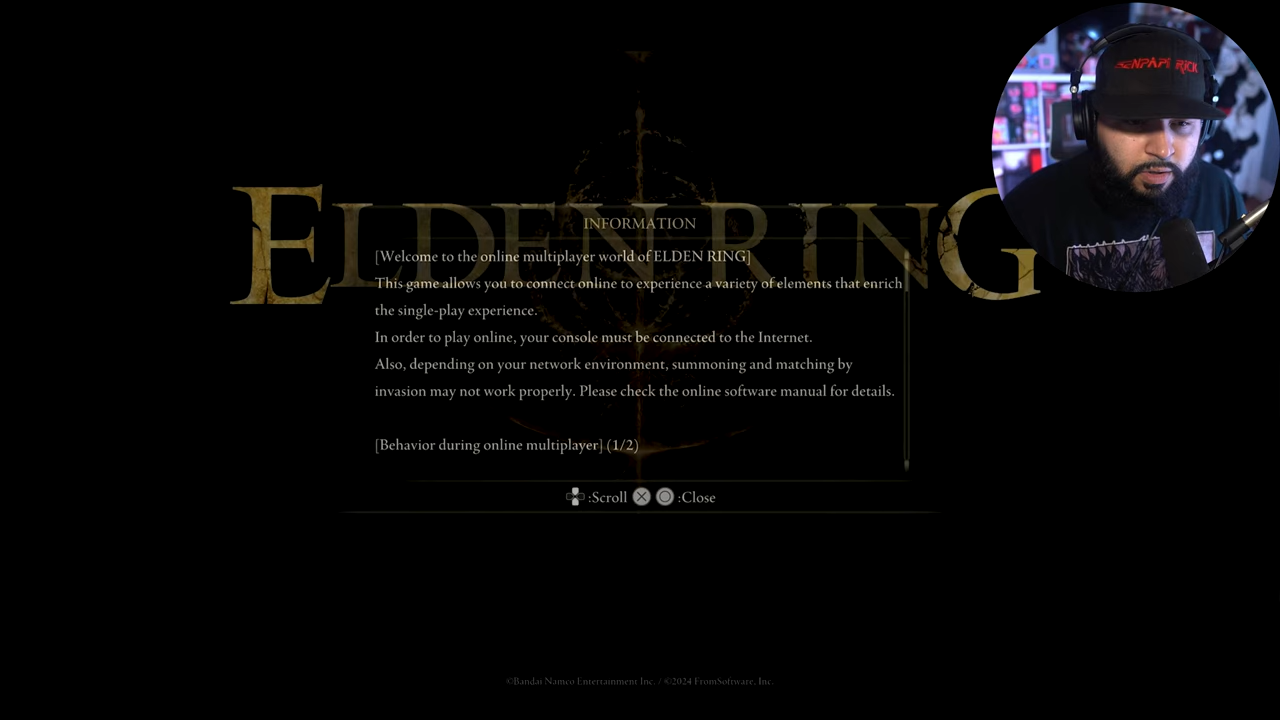 SENPAPI RICK
ELDEN RING
INFORMATION
[Welcome to the online multiplayer world of ELDEN RING]
This game allows you to connect online to experience a variety of elements that enrich
the single-play experience.
In order to play online, your console must be connected to the Internet.
Also, depending on your network environment, summoning and matching by
invasion may not work properly. Please check the online software manual for details.
[Behavior during online multiplayer] (1/2)
:Scroll :Close
©Bandai Namco Entertainment Inc. / ©2024 FromSoftware, Inc.